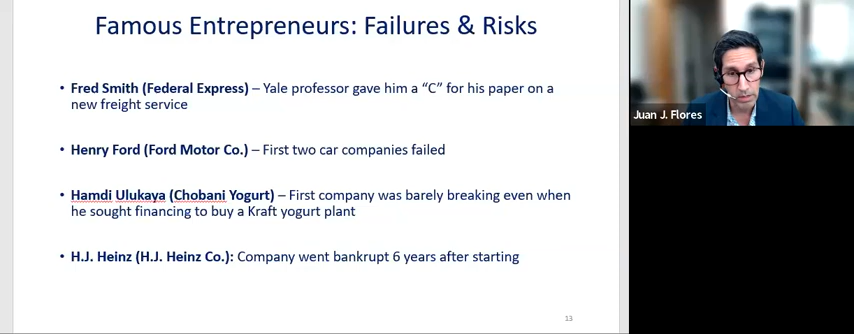 Famous Entrepreneurs: Failures & Risks
• Fred Smith (Federal Express) – Yale professor gave him a “C” for his paper on a
new freight service
• Henry Ford (Ford Motor Co.) – First two car companies failed
• Hamdi Ulukaya (Chobani Yogurt) – First company was barely breaking even when
he sought financing to buy a Kraft yogurt plant
• H.J. Heinz (H.J. Heinz Co.): Company went bankrupt 6 years after starting
13
Juan J. Flores